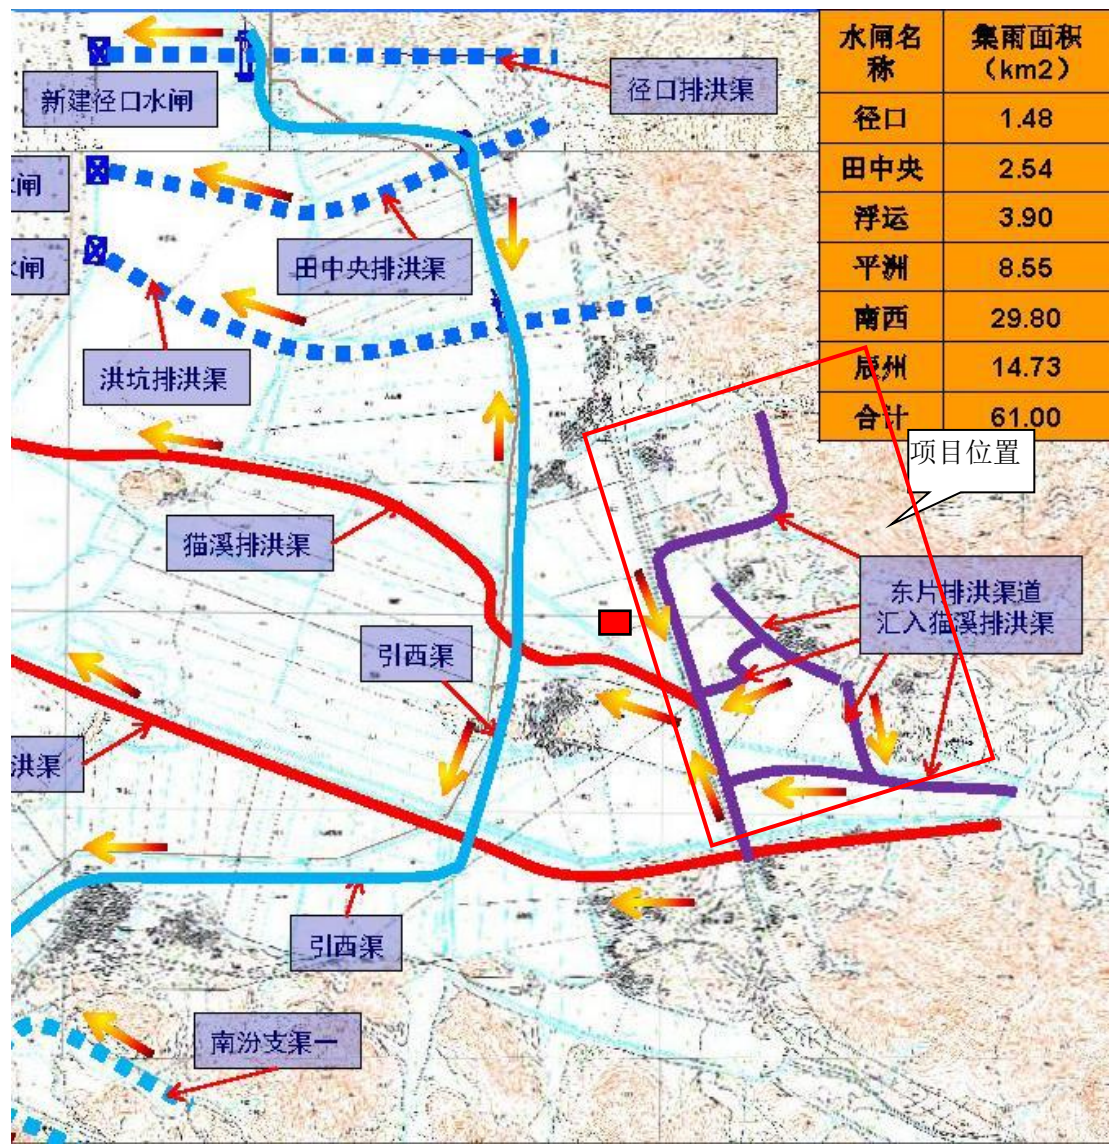 水闸名
称
集雨面积
（km2）
径口
1.48
田中央
2.54
浮运
3.90
平洲
8.55
南西
29.80
辰州
14.73
合计
61.00
新建径口水闸
径口排洪渠
闸
田中央排洪渠
水闸
洪坑排洪渠
项目位置
猫溪排洪渠
东片排洪渠道
汇入猫溪排洪渠
引西渠
洪渠
引西渠
南汾支渠一